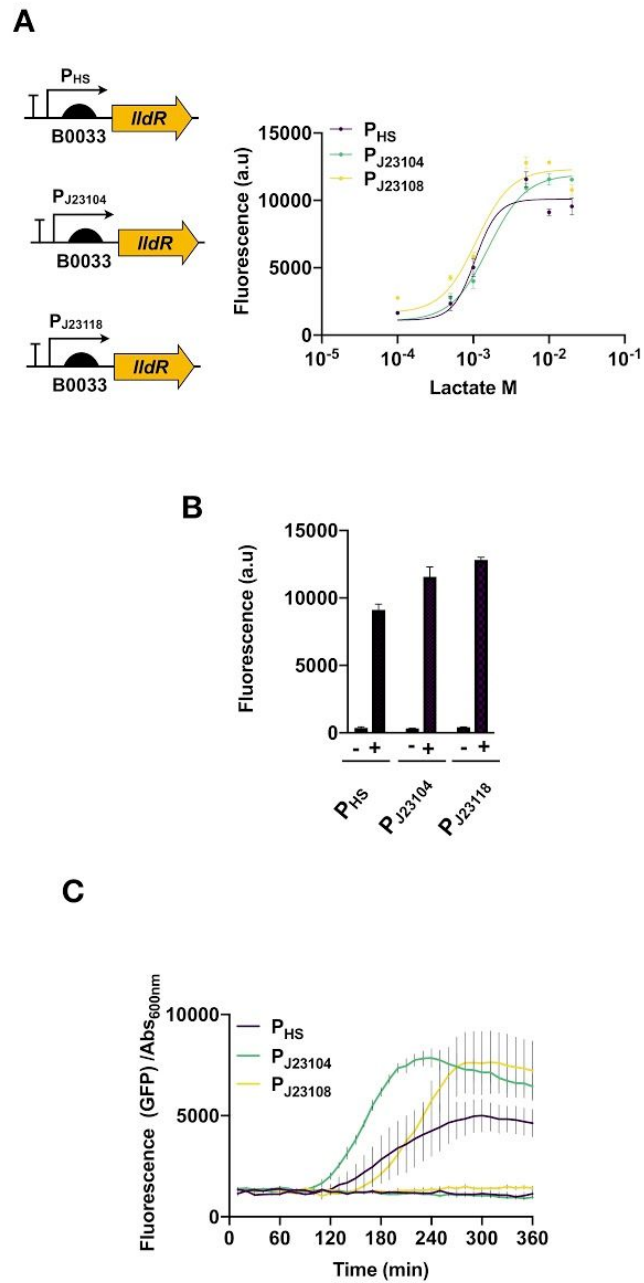 A
PHS
lldR
B0033
PJ23104
lldR
B0033
PJ23118
lldR
B0033
PHS
PJ23104
PJ23108
Fluorescence (a.u)
15000
10000
5000
0
10-5
10-4
10-3
10-2
10-1
Lactate M
B
Fluorescence (a.u)
15000
10000
5000
0
- + - + - +
PHS
PJ23104
PJ23118
C
Fluorescence (GFP) /Abs600nm
10000
5000
0
PHS
PJ23104
PJ23108
0 60 120 180 240 300 360
Time (min)